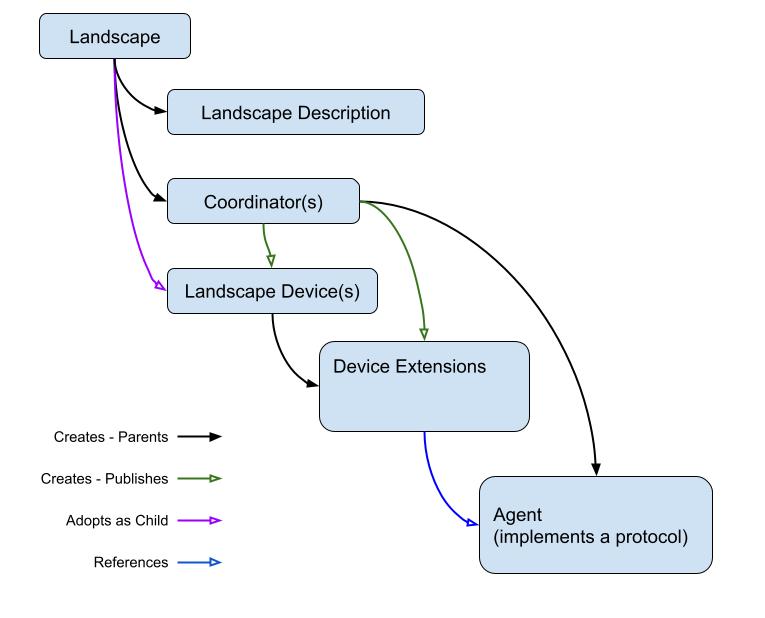 Landscape
Landscape Description
Coordinator(s)
Landscape Device(s)
Device Extensions
Creates - Parents
Creates - Publishes
Adopts as Child
References
Agent
(implements a protocol)